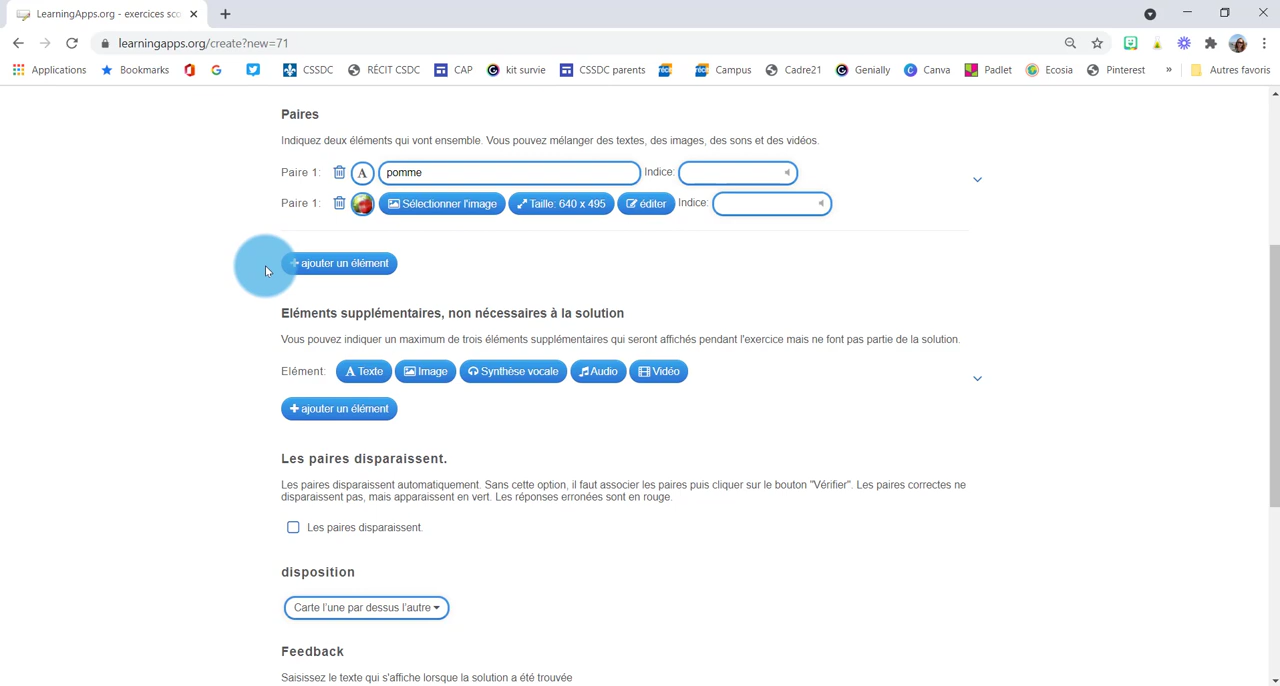 LearningApps.org - exercices sco
learningapps.org/create?new=71
Applications Bookmarks CSSDC RÉCIT CSDC CAP kit survie CSSDC parents Campus Cadre21 Genially Canva Padlet Ecosia Pinterest » Autres favoris
Paires
Indiquez deux éléments qui vont ensemble. Vous pouvez mélanger des textes, des images, des sons et des vidéos.
Paire 1: A pomme Indice:
Paire 1: Sélectionner l'image Taille: 640 x 495 éditer Indice:
+ ajouter un élément
Eléments supplémentaires, non nécessaires à la solution
Vous pouvez indiquer un maximum de trois éléments supplémentaires qui seront affichés pendant l'exercice mais ne font pas partie de la solution.
Elément: A Texte Image Synthèse vocale Audio Vidéo
+ ajouter un élément
Les paires disparaissent.
Les paires disparaissent automatiquement. Sans cette option, il faut associer les paires puis cliquer sur le bouton "Vérifier". Les paires correctes ne
disparaissent pas, mais apparaissent en vert. Les réponses erronées sont en rouge.
Les paires disparaissent.
disposition
Carte l'une par dessus l'autre
Feedback
Saisissez le texte qui s'affiche lorsque la solution a été trouvée